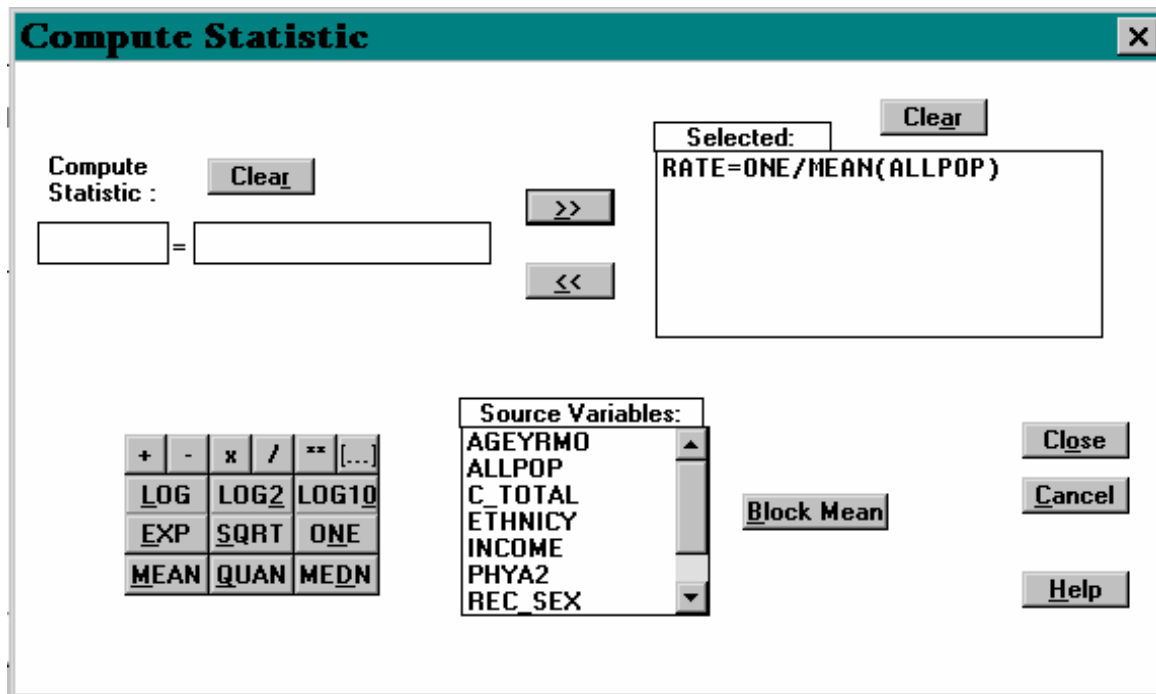 Compute Statistic
Clear
Selected:
Compute
Statistic :
Clear
RATE=ONE/MEAN(ALLPOP)
>>
=
<<
Source Variables:
AGEYRMO
ALLPOP
C_TOTAL
ETHNICY
INCOME
PHYA2
REC_SEX
+ - x / ** [...]
LOG LOG2 LOG10
EXP SQRT ONE
MEAN QUAN MEDN
Block Mean
Close
Cancel
Help